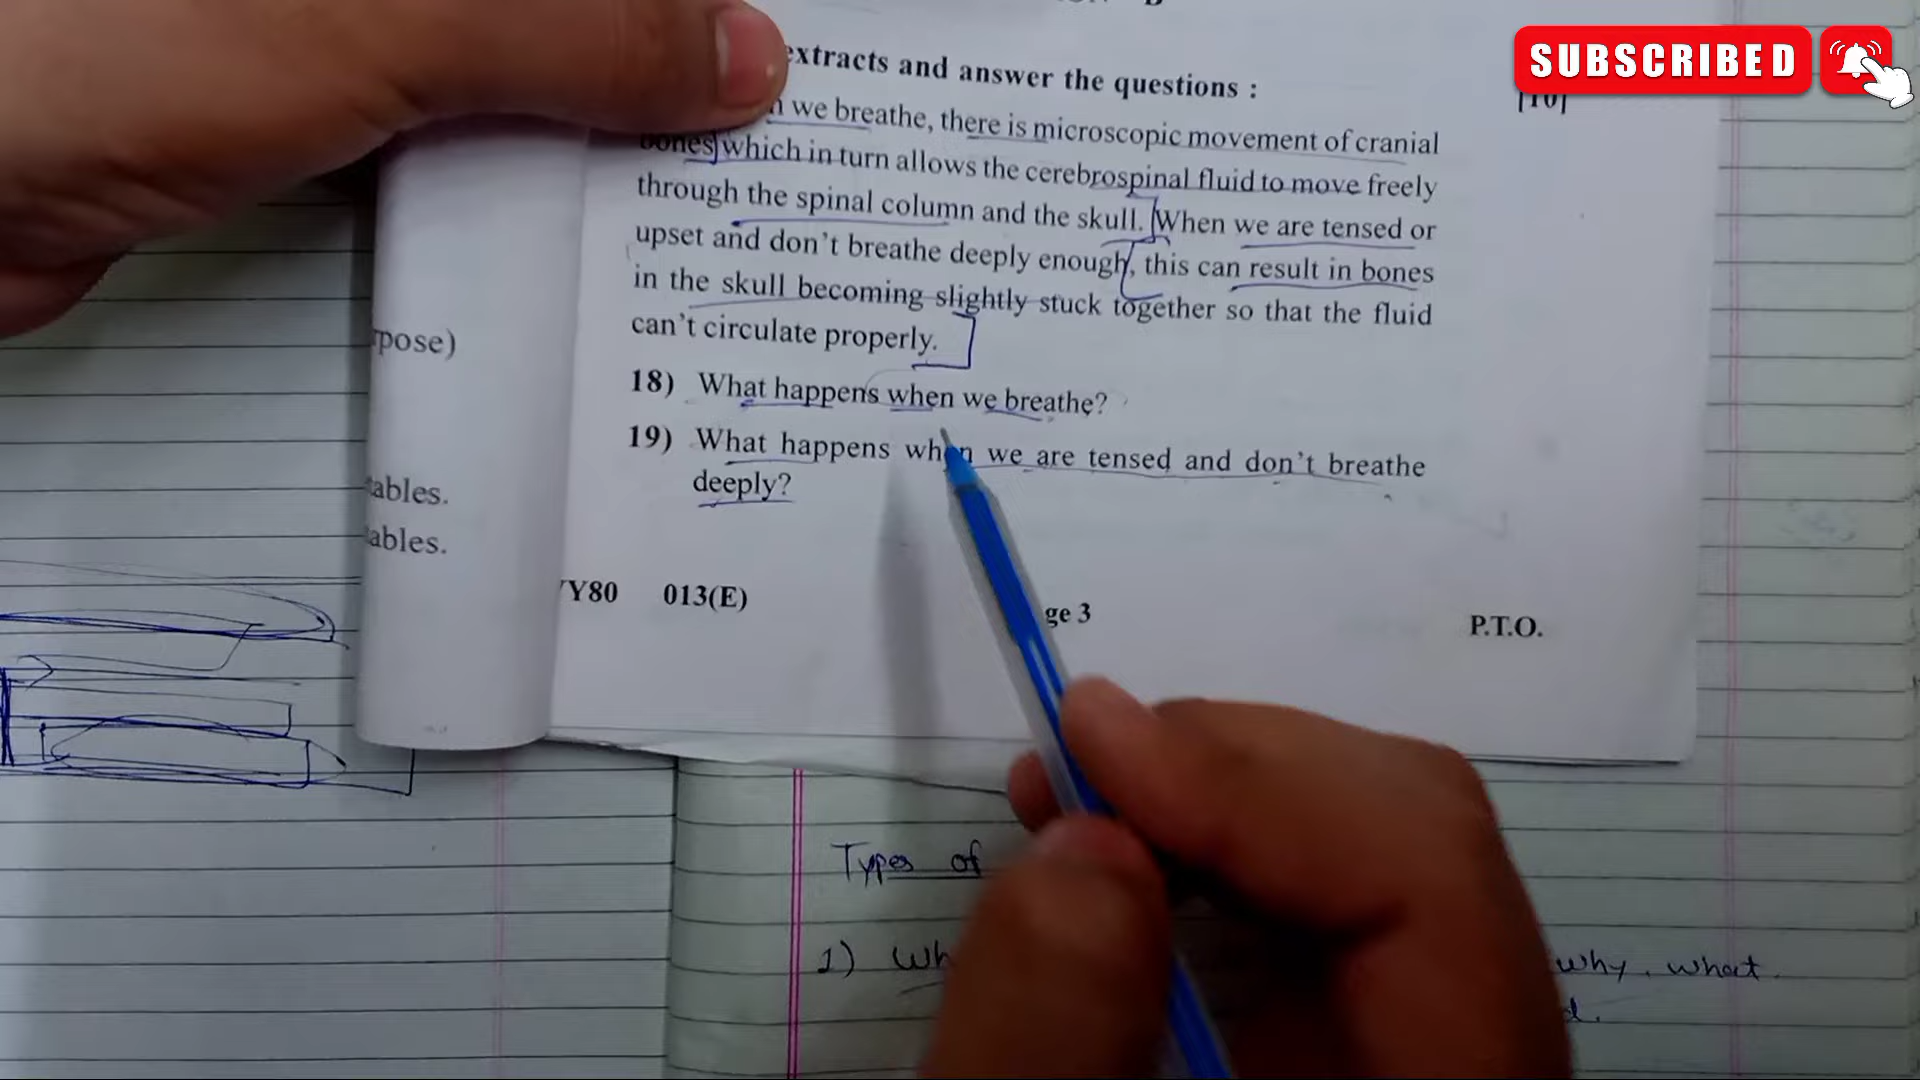 SUBSCRIBED
extracts and answer the questions :
[10]
we breathe, there is microscopic movement of cranial
bones which in turn allows the cerebrospinal fluid to move freely
through the spinal column and the skull. When we are tensed or
upset and don't breathe deeply enough, this can result in bones
in the skull becoming slightly stuck together so that the fluid
can't circulate properly.
18) What happens when we breathe?
19) What happens when we are tensed and don't breathe
deeply?
pose)
tables.
ables.
Y80 013(E) ge 3 P.T.O.
Types of
1) Wh why, what.
d.